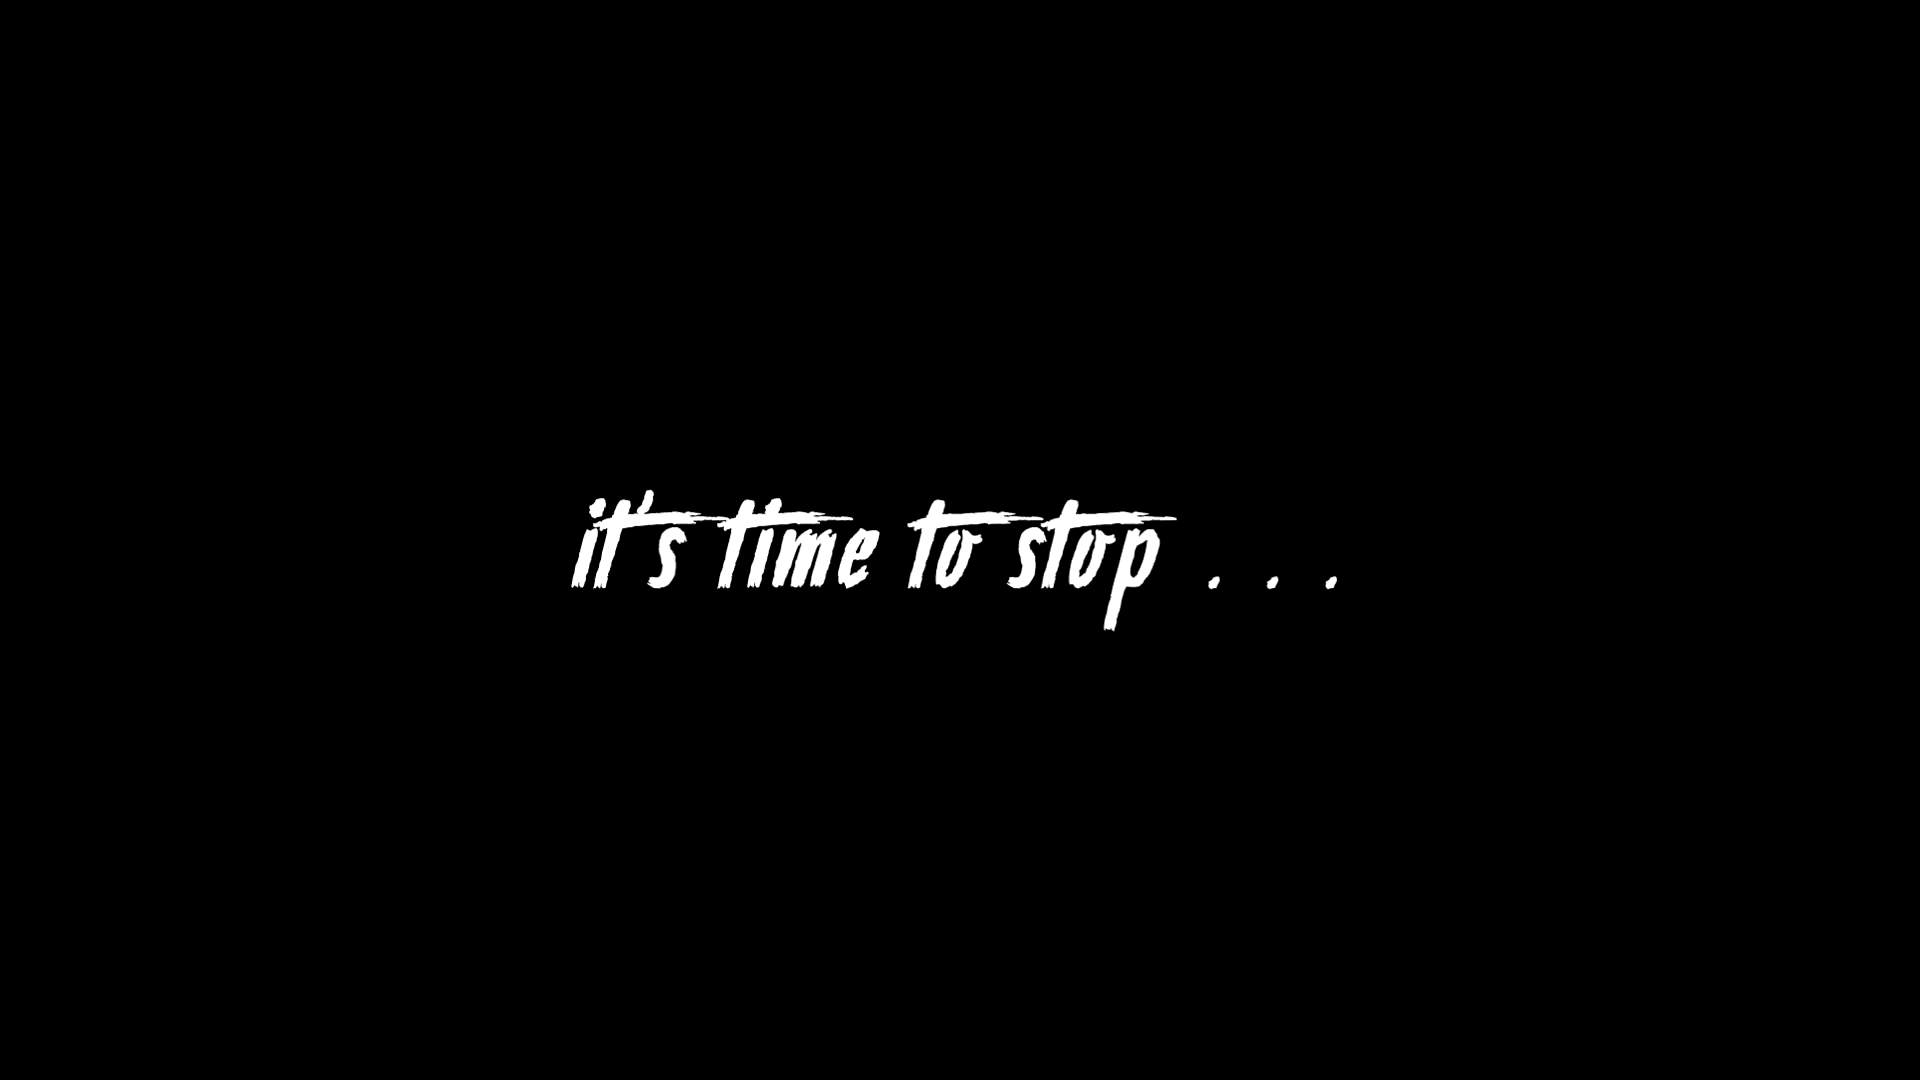 it's time to stop . . .